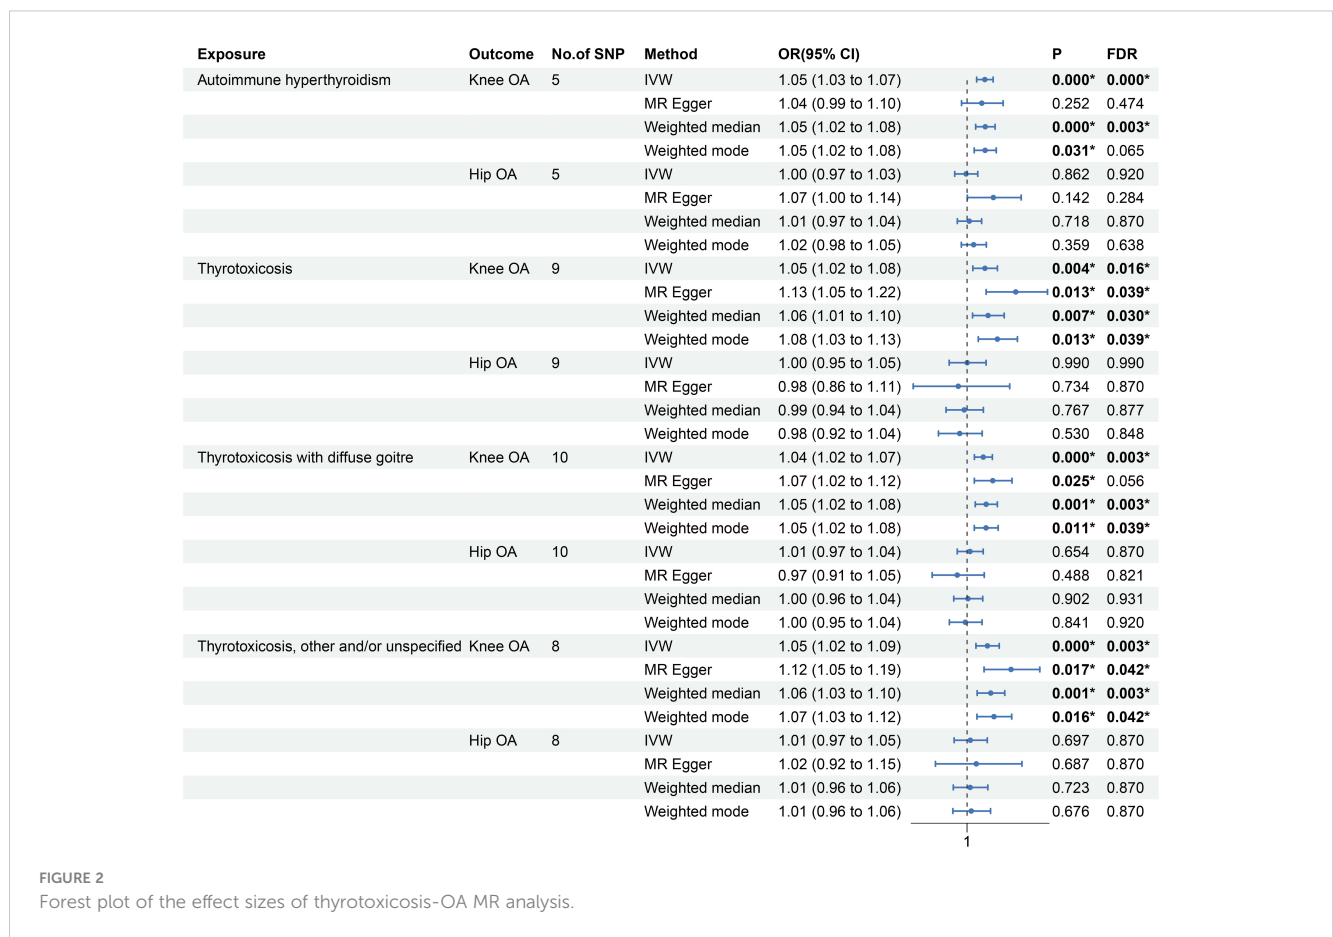 Exposure Outcome No.of SNP Method OR(95% CI) P FDR
Autoimmune hyperthyroidism Knee OA 5 IVW 1.05 (1.03 to 1.07) 0.000* 0.000*
MR Egger 1.04 (0.99 to 1.10) 0.252 0.474
Weighted median 1.05 (1.02 to 1.08) 0.000* 0.003*
Weighted mode 1.05 (1.02 to 1.08) 0.031* 0.065
Hip OA 5 IVW 1.00 (0.97 to 1.03) 0.862 0.920
MR Egger 1.07 (1.00 to 1.14) 0.142 0.284
Weighted median 1.01 (0.97 to 1.04) 0.718 0.870
Weighted mode 1.02 (0.98 to 1.05) 0.359 0.638
Thyrotoxicosis Knee OA 9 IVW 1.05 (1.02 to 1.08) 0.004* 0.016*
MR Egger 1.13 (1.05 to 1.22) 0.013* 0.039*
Weighted median 1.06 (1.01 to 1.10) 0.007* 0.030*
Weighted mode 1.08 (1.03 to 1.13) 0.013* 0.039*
Hip OA 9 IVW 1.00 (0.95 to 1.05) 0.990 0.990
MR Egger 0.98 (0.86 to 1.11) 0.734 0.870
Weighted median 0.99 (0.94 to 1.04) 0.767 0.877
Weighted mode 0.98 (0.92 to 1.04) 0.530 0.848
Thyrotoxicosis with diffuse goitre Knee OA 10 IVW 1.04 (1.02 to 1.07) 0.000* 0.003*
MR Egger 1.07 (1.02 to 1.12) 0.025* 0.056
Weighted median 1.05 (1.02 to 1.08) 0.001* 0.003*
Weighted mode 1.05 (1.02 to 1.08) 0.011* 0.039*
Hip OA 10 IVW 1.01 (0.97 to 1.04) 0.654 0.870
MR Egger 0.97 (0.91 to 1.05) 0.488 0.821
Weighted median 1.00 (0.96 to 1.04) 0.902 0.931
Weighted mode 1.00 (0.95 to 1.04) 0.841 0.920
Thyrotoxicosis, other and/or unspecified Knee OA 8 IVW 1.05 (1.02 to 1.09) 0.000* 0.003*
MR Egger 1.12 (1.05 to 1.19) 0.017* 0.042*
Weighted median 1.06 (1.03 to 1.10) 0.001* 0.003*
Weighted mode 1.07 (1.03 to 1.12) 0.016* 0.042*
Hip OA 8 IVW 1.01 (0.97 to 1.05) 0.697 0.870
MR Egger 1.02 (0.92 to 1.15) 0.687 0.870
Weighted median 1.01 (0.96 to 1.06) 0.723 0.870
Weighted mode 1.01 (0.96 to 1.06) 0.676 0.870
1
FIGURE 2
Forest plot of the effect sizes of thyrotoxicosis-OA MR analysis.